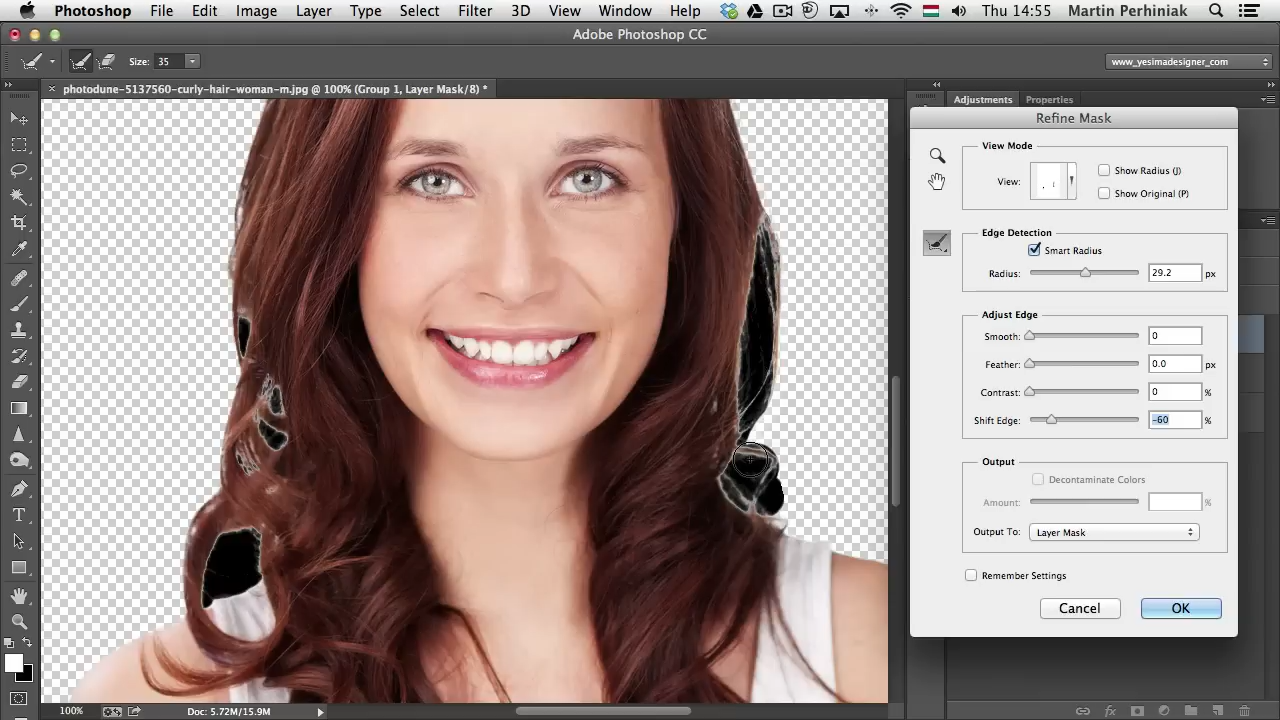 Photoshop File Edit Image Layer Type Select Filter 3D View Window Help Thu 14:55 Martin Perhiniak
Adobe Photoshop CC
Size: 35 www_yesimadesigner_com
photodune-5137560-curly-hair-woman-m.jpg @ 100% (Group 1, Layer Mask/8) *
Adjustments Properties
Refine Mask
View Mode
View: Show Radius (J)
Show Original (P)
Edge Detection
Smart Radius
Radius: 29.2 px
Adjust Edge
Smooth: 0
Feather: 0.0 px
Contrast: 0 %
Shift Edge: -60 %
Output
Decontaminate Colors
Amount: %
Output To: Layer Mask
Remember Settings
Cancel OK
100% Doc: 5.72M/15.9M